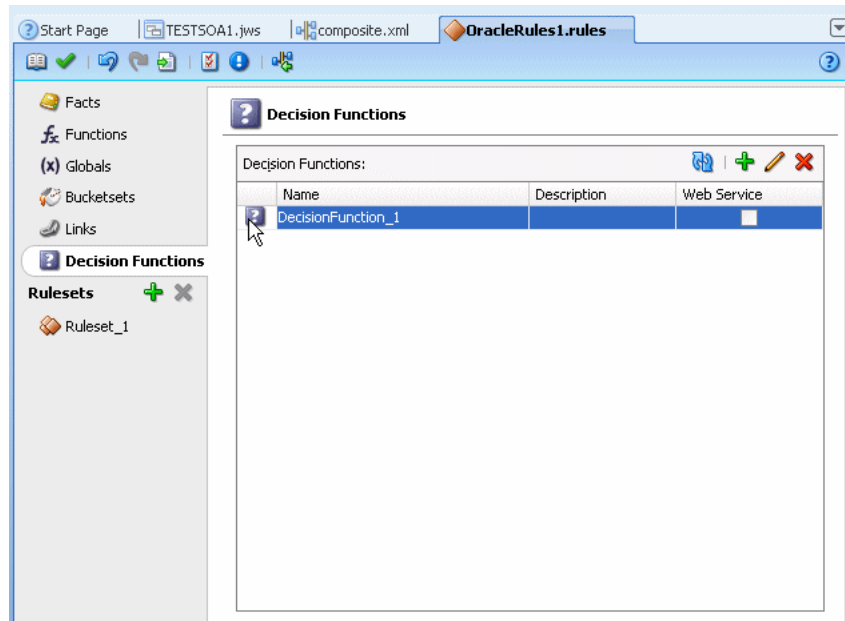 Start Page
TESTSOA1.jws
composite.xml
OracleRules1.rules
Facts
Functions
(x) Globals
Bucketsets
Links
Decision Functions
Rulesets
Ruleset_1
Decision Functions
Decision Functions:
Name Description Web Service
DecisionFunction_1